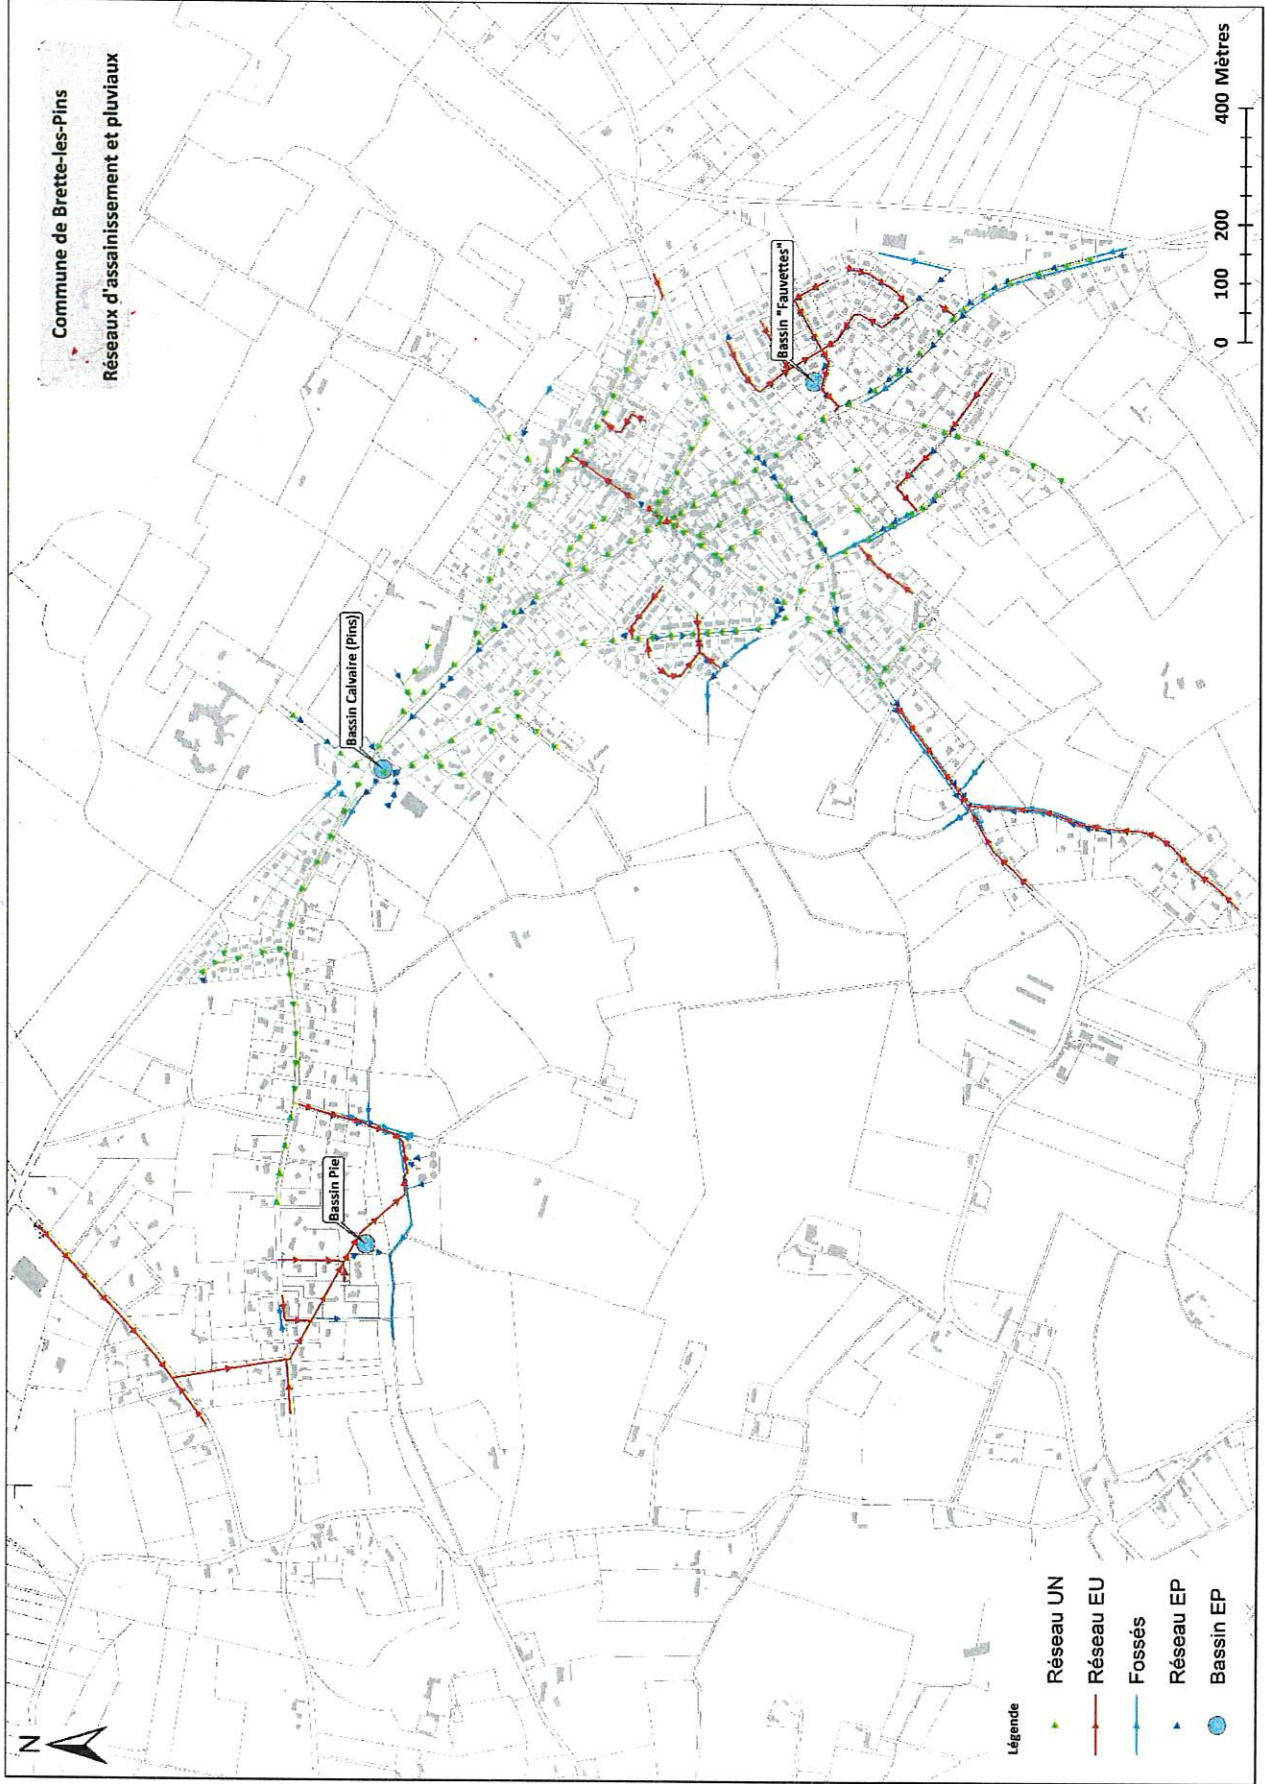 Commune de Brette-les-Pins
Réseaux d'assainissement et pluviaux
N
Bassin Pie
Bassin Calvaire (Pins)
Bassin "Fauvettes"
Légende
Réseau UN
Réseau EU
Fossés
Réseau EP
Bassin EP
0 100 200 400 Mètres